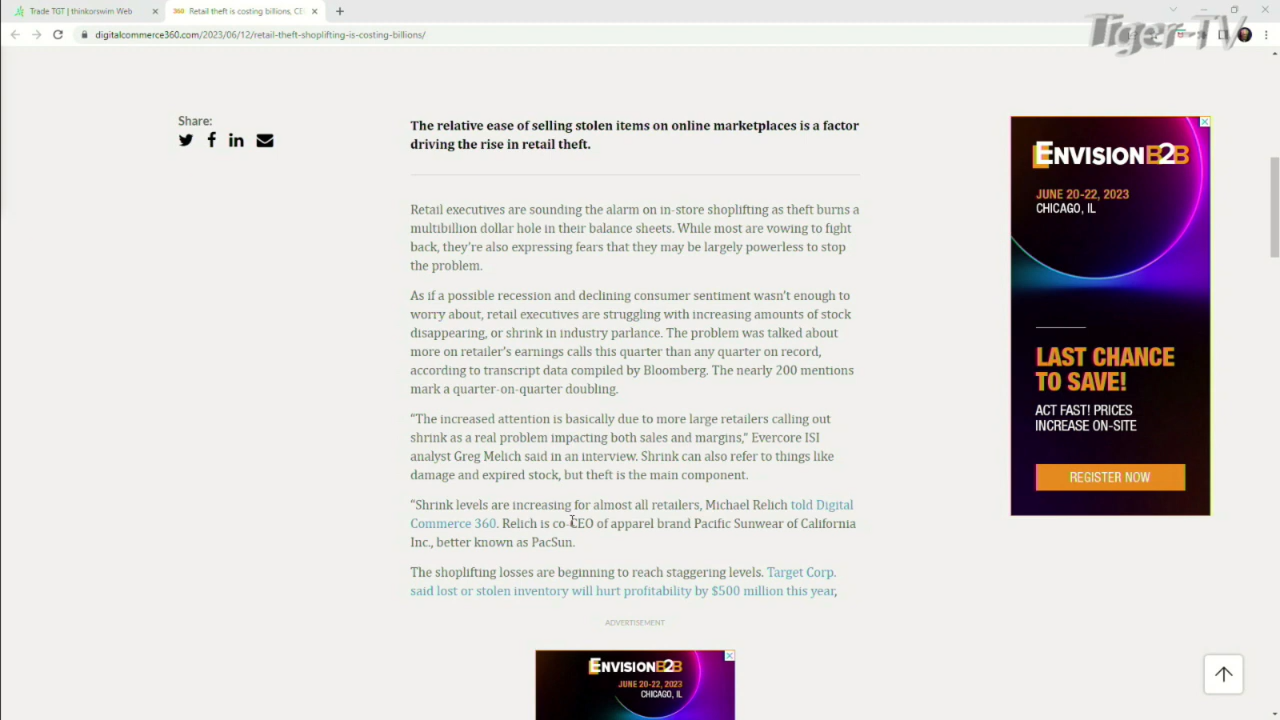 Trade TGT | thinkorswim Web
360 Retail theft is costing billions, CE
digitalcommerce360.com/2023/06/12/retail-theft-shoplifting-is-costing-billions/
Tiger-TV
Share:
The relative ease of selling stolen items on online marketplaces is a factor
driving the rise in retail theft.
Retail executives are sounding the alarm on in-store shoplifting as theft burns a
multibillion dollar hole in their balance sheets. While most are vowing to fight
back, they're also expressing fears that they may be largely powerless to stop
the problem.
As if a possible recession and declining consumer sentiment wasn't enough to
worry about, retail executives are struggling with increasing amounts of stock
disappearing, or shrink in industry parlance. The problem was talked about
more on retailer's earnings calls this quarter than any quarter on record,
according to transcript data compiled by Bloomberg. The nearly 200 mentions
mark a quarter-on-quarter doubling.
“The increased attention is basically due to more large retailers calling out
shrink as a real problem impacting both sales and margins,” Evercore ISI
analyst Greg Melich said in an interview. Shrink can also refer to things like
damage and expired stock, but theft is the main component.
“Shrink levels are increasing for almost all retailers, Michael Relich told Digital
Commerce 360. Relich is co-CEO of apparel brand Pacific Sunwear of California
Inc., better known as PacSun.
The shoplifting losses are beginning to reach staggering levels. Target Corp.
said lost or stolen inventory will hurt profitability by $500 million this year,
ADVERTISEMENT
ENVISION B2B
JUNE 20-22, 2023
CHICAGO, IL
ENVISION B2B
JUNE 20-22, 2023
CHICAGO, IL
LAST CHANCE
TO SAVE!
ACT FAST! PRICES
INCREASE ON-SITE
REGISTER NOW